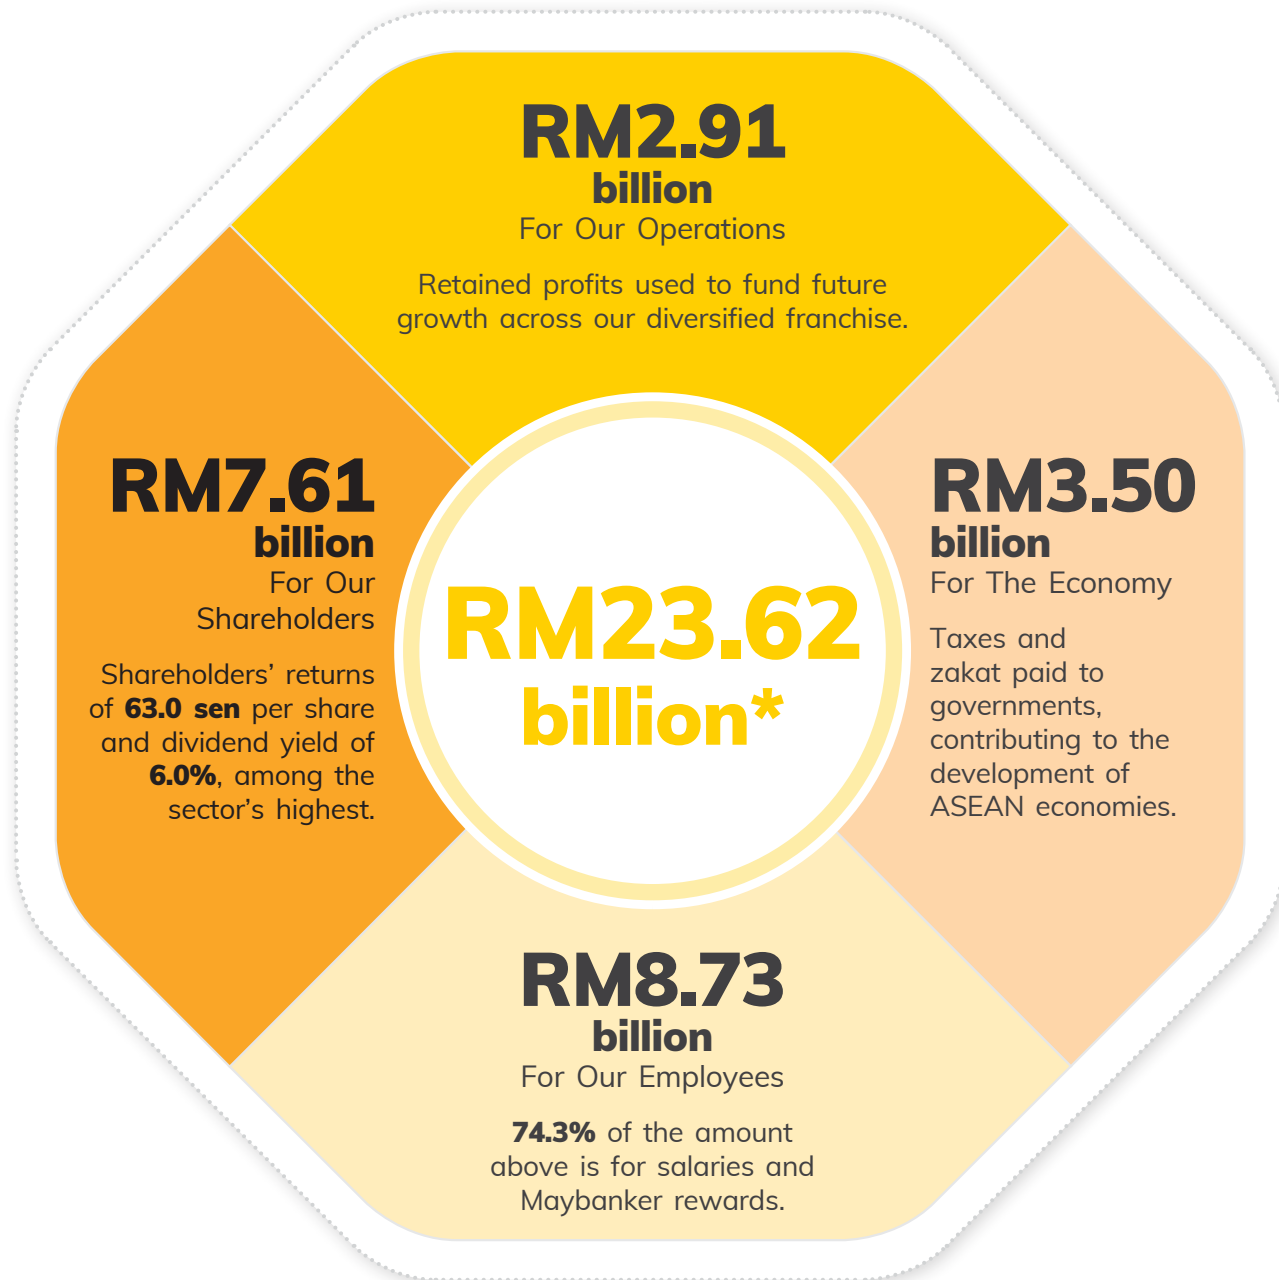 RM2.91
billion
For Our Operations
Retained profits used to fund future
growth across our diversified franchise.
RM7.61
billion
For Our
Shareholders
Shareholders’ returns
of 63.0 sen per share
and dividend yield of
6.0%, among the
sector’s highest.
RM23.62
billion*
RM3.50
billion
For The Economy
Taxes and
zakat paid to
governments,
contributing to the
development of
ASEAN economies.
RM8.73
billion
For Our Employees
74.3% of the amount
above is for salaries and
Maybanker rewards.